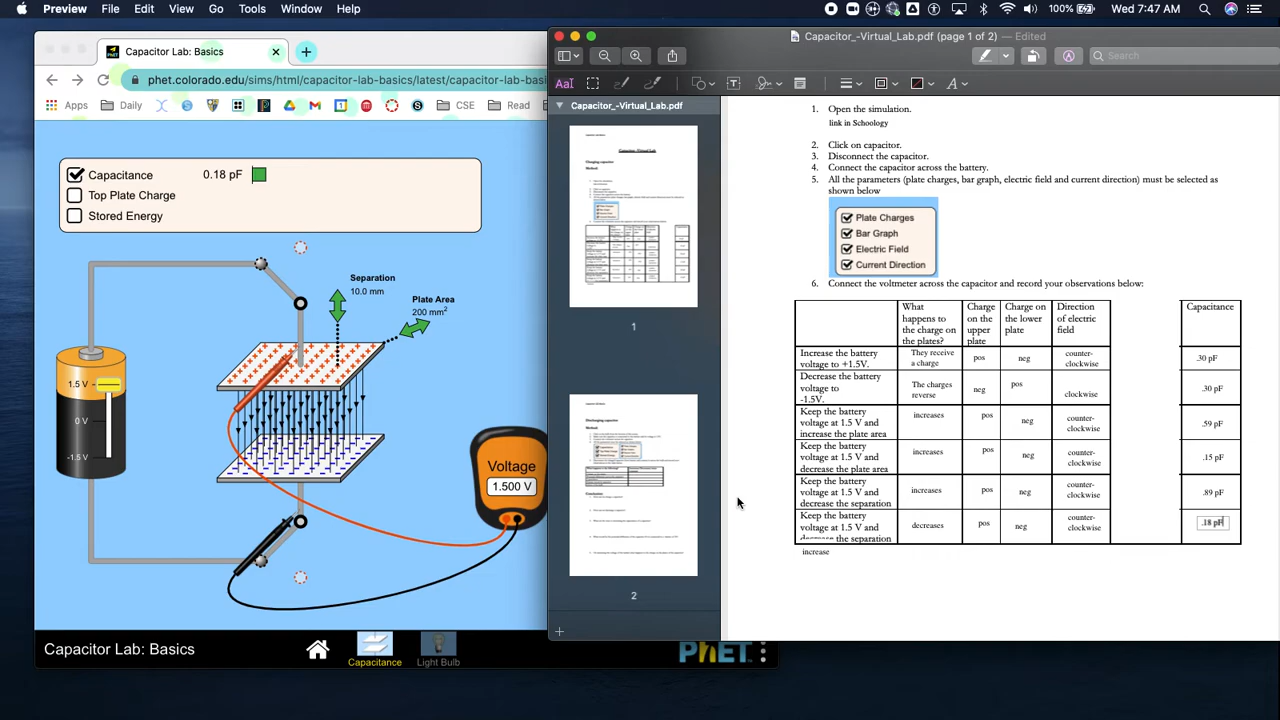 Preview File Edit View Go Tools Window Help
100% Wed 7:47 AM
Capacitor Lab: Basics
phet.colorado.edu/sims/html/capacitor-lab-basics/latest/capacitor-lab-basi
Apps Daily CSE Read
Capacitance 0.18 pF
Top Plate Charge
Stored Energy
Separation
10.0 mm
Plate Area
200 mm²
1.5 V
0 V
-1.5 V
Voltage
1.500 V
Capacitor Lab: Basics
Capacitance
Light Bulb
PhET
Capacitor_-Virtual_Lab.pdf (page 1 of 2) — Edited
Search
AaI
Capacitor_-Virtual_Lab.pdf
1
2
1. Open the simulation.
link in Schoology
2. Click on capacitor.
3. Disconnect the capacitor.
4. Connect the capacitor across the battery.
5. All the parameters (plate charges, bar graph, electric field and current direction) must be selected as
shown below
Plate Charges
Bar Graph
Electric Field
Current Direction
6. Connect the voltmeter across the capacitor and record your observations below:
What happens to the charge on the plates? Charge on the upper plate Charge on the lower plate Direction of electric field Capacitance
Increase the battery voltage to +1.5V. They receive a charge pos neg counter-clockwise .30 pF
Decrease the battery voltage to -1.5V. The charges reverse neg pos clockwise .30 pF
Keep the battery voltage at 1.5 V and increase the plate area increases pos neg counter-clockwise .59 pF
Keep the battery voltage at 1.5 V and decrease the plate area increases pos neg counter-clockwise .15 pF
Keep the battery voltage at 1.5 V and decrease the separation increases pos neg counter-clockwise .89 pF
Keep the battery voltage at 1.5 V and decrease the separation decreases pos neg counter-clockwise .18 pF
increase